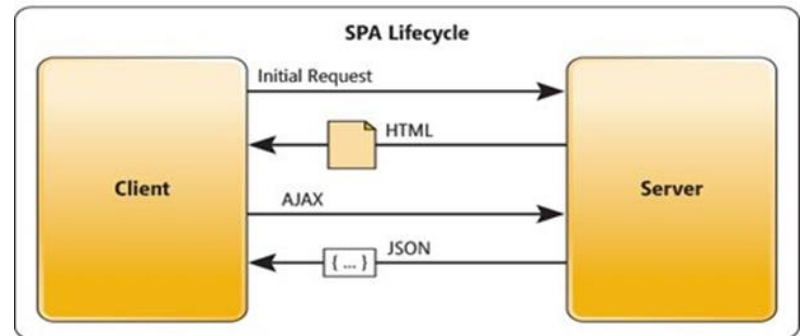 SPA Lifecycle
Initial Request
HTML
Client
Server
AJAX
JSON
{ ... }